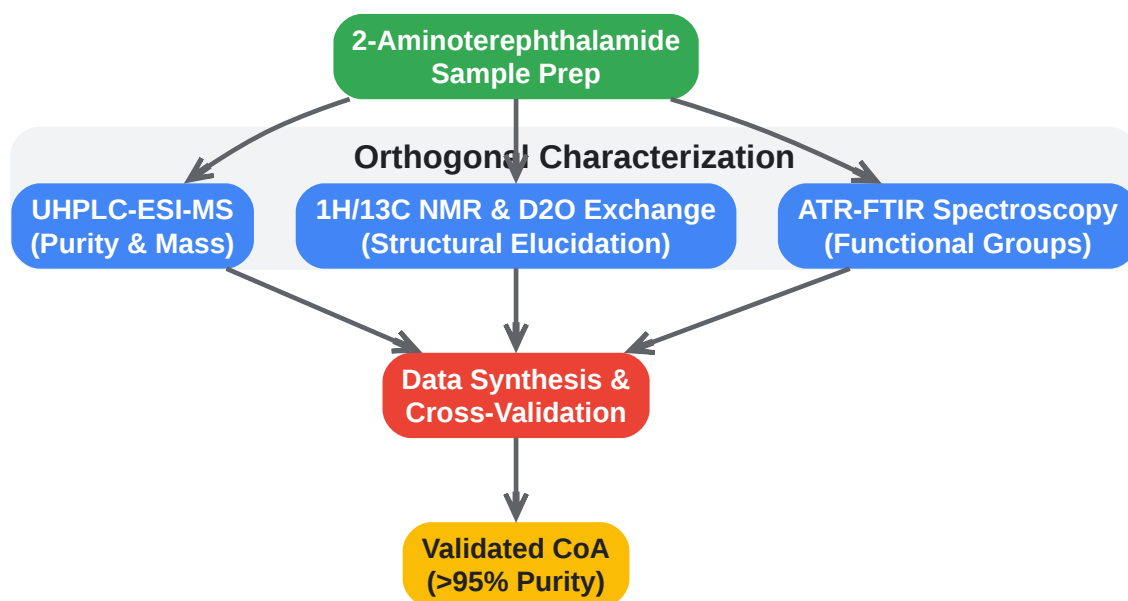 2-Aminoterephthalamide
Sample Prep
Orthogonal Characterization
UHPLC-ESI-MS
(Purity & Mass)
1H/13C NMR & D2O Exchange
(Structural Elucidation)
ATR-FTIR Spectroscopy
(Functional Groups)
Data Synthesis &
Cross-Validation
Validated CoA
(>95% Purity)